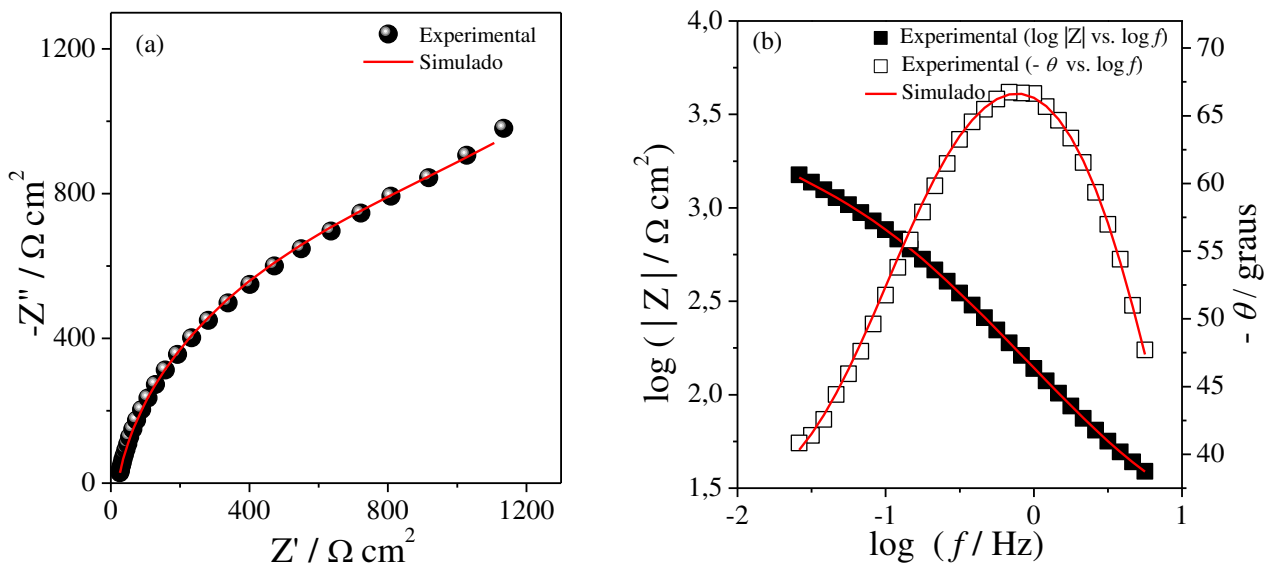 (a)
Experimental
Simulado
1200
800
400
0
-Z'' / Ω cm²
0
400
800
1200
Z' / Ω cm²
(b)
Experimental (log |Z| vs. log f)
Experimental (- θ vs. log f)
Simulado
4,0
3,5
3,0
2,5
2,0
1,5
log ( | Z | / Ω cm²)
70
65
60
55
50
45
40
- θ / graus
-2
-1
0
1
log (f / Hz)